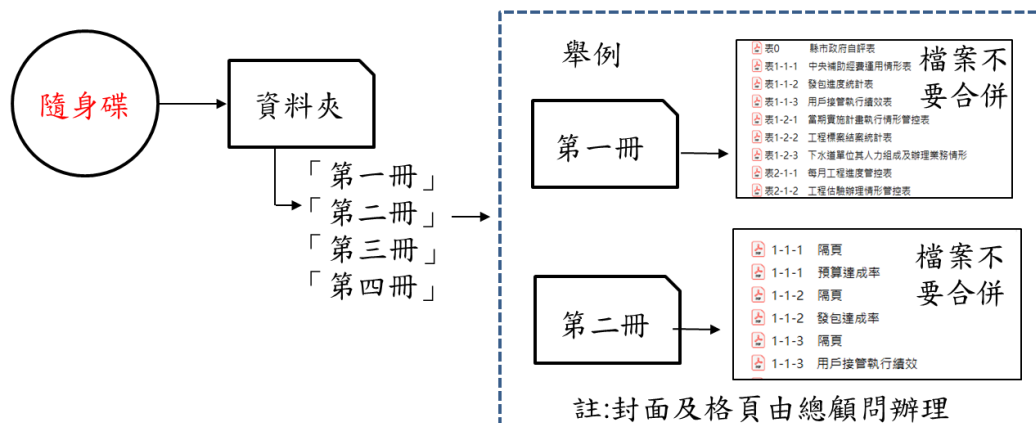 隨身碟
資料夾
「第一冊」
「第二冊」
「第三冊」
「第四冊」
舉例
第一冊
表0 縣市政府自評表
表1-1-1 中央補助經費運用情形表
表1-1-2 發包進度統計表
表1-1-3 用戶接管執行績效表
表1-2-1 當期實施計畫執行情形管控表
表1-2-2 工程標案結案統計表
表1-2-3 下水道單位其人力組成及辦理業務情形
表2-1-1 每月工程進度管控表
表2-1-2 工程估驗辦理情形管控表
檔案不
要合併
第二冊
1-1-1 隔頁
1-1-1 預算達成率
1-1-2 隔頁
1-1-2 發包達成率
1-1-3 隔頁
1-1-3 用戶接管執行績效
檔案不
要合併
註:封面及格頁由總顧問辦理